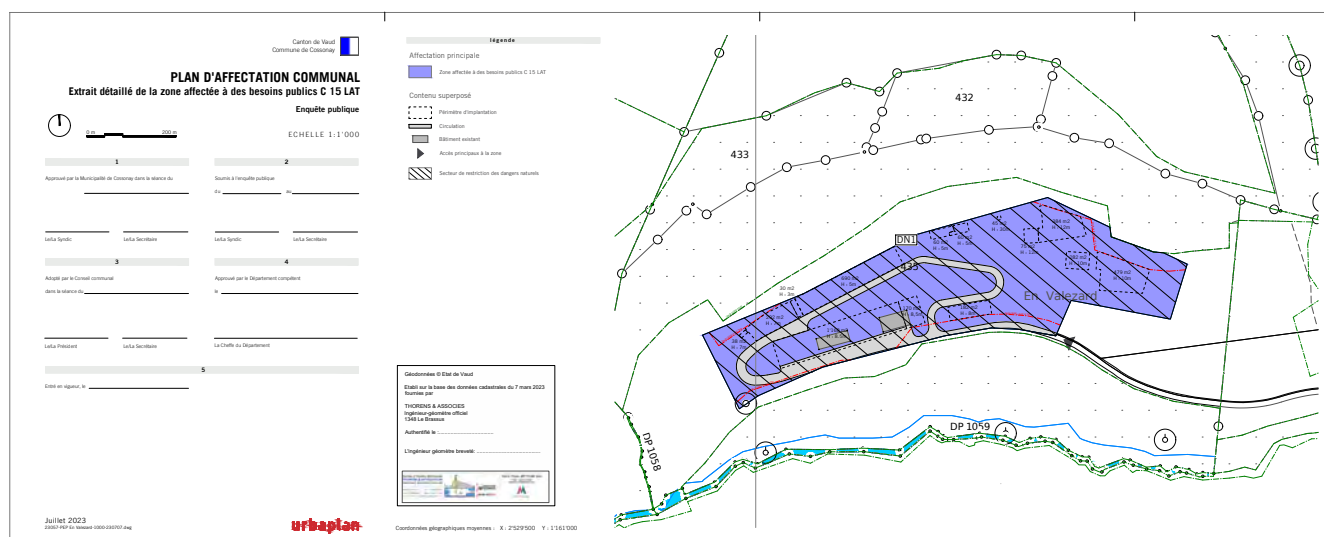 Canton de Vaud
Commune de Cossonay
PLAN D'AFFECTATION COMMUNAL
Extrait détaillé de la zone affectée à des besoins publics C 15 LAT
Enquête publique
0 m 200 m
ECHELLE 1:1'000
1
Approuvé par la Municipalité de Cossonay dans la séance du
Le/La Syndic Le/La Secrétaire
2
Soumis à l'enquête publique
du au
Le/La Syndic Le/La Secrétaire
3
Adopté par le Conseil communal
dans la séance du
Le/La Président Le/La Secrétaire
4
Approuvé par le Département compétent
le
La Cheffe du Département
5
Entré en vigueur, le
Juillet 2023
urbaplan
légende
Affectation principale
Zone affectée à des besoins publics C 15 LAT
Contenu superposé
Périmètre d'implantation
Circulation
Bâtiment existant
Accès principaux à la zone
Secteur de restriction des dangers naturels
Géodonnées © Etat de Vaud
Etabli sur la base des données cadastrales du 7 mars 2023
fournies par
THORENS & ASSOCIES
Ingénieur-géomètre officiel
1348 Le Brassus
Authentifié le :
L'ingénieur géomètre breveté:
Coordonnées géographiques moyennes : X : 2'529'500 Y : 1'161'000
432
433
DN1
435
En Valezard
30 m2
H - 3m
DP 1059
DP 1058